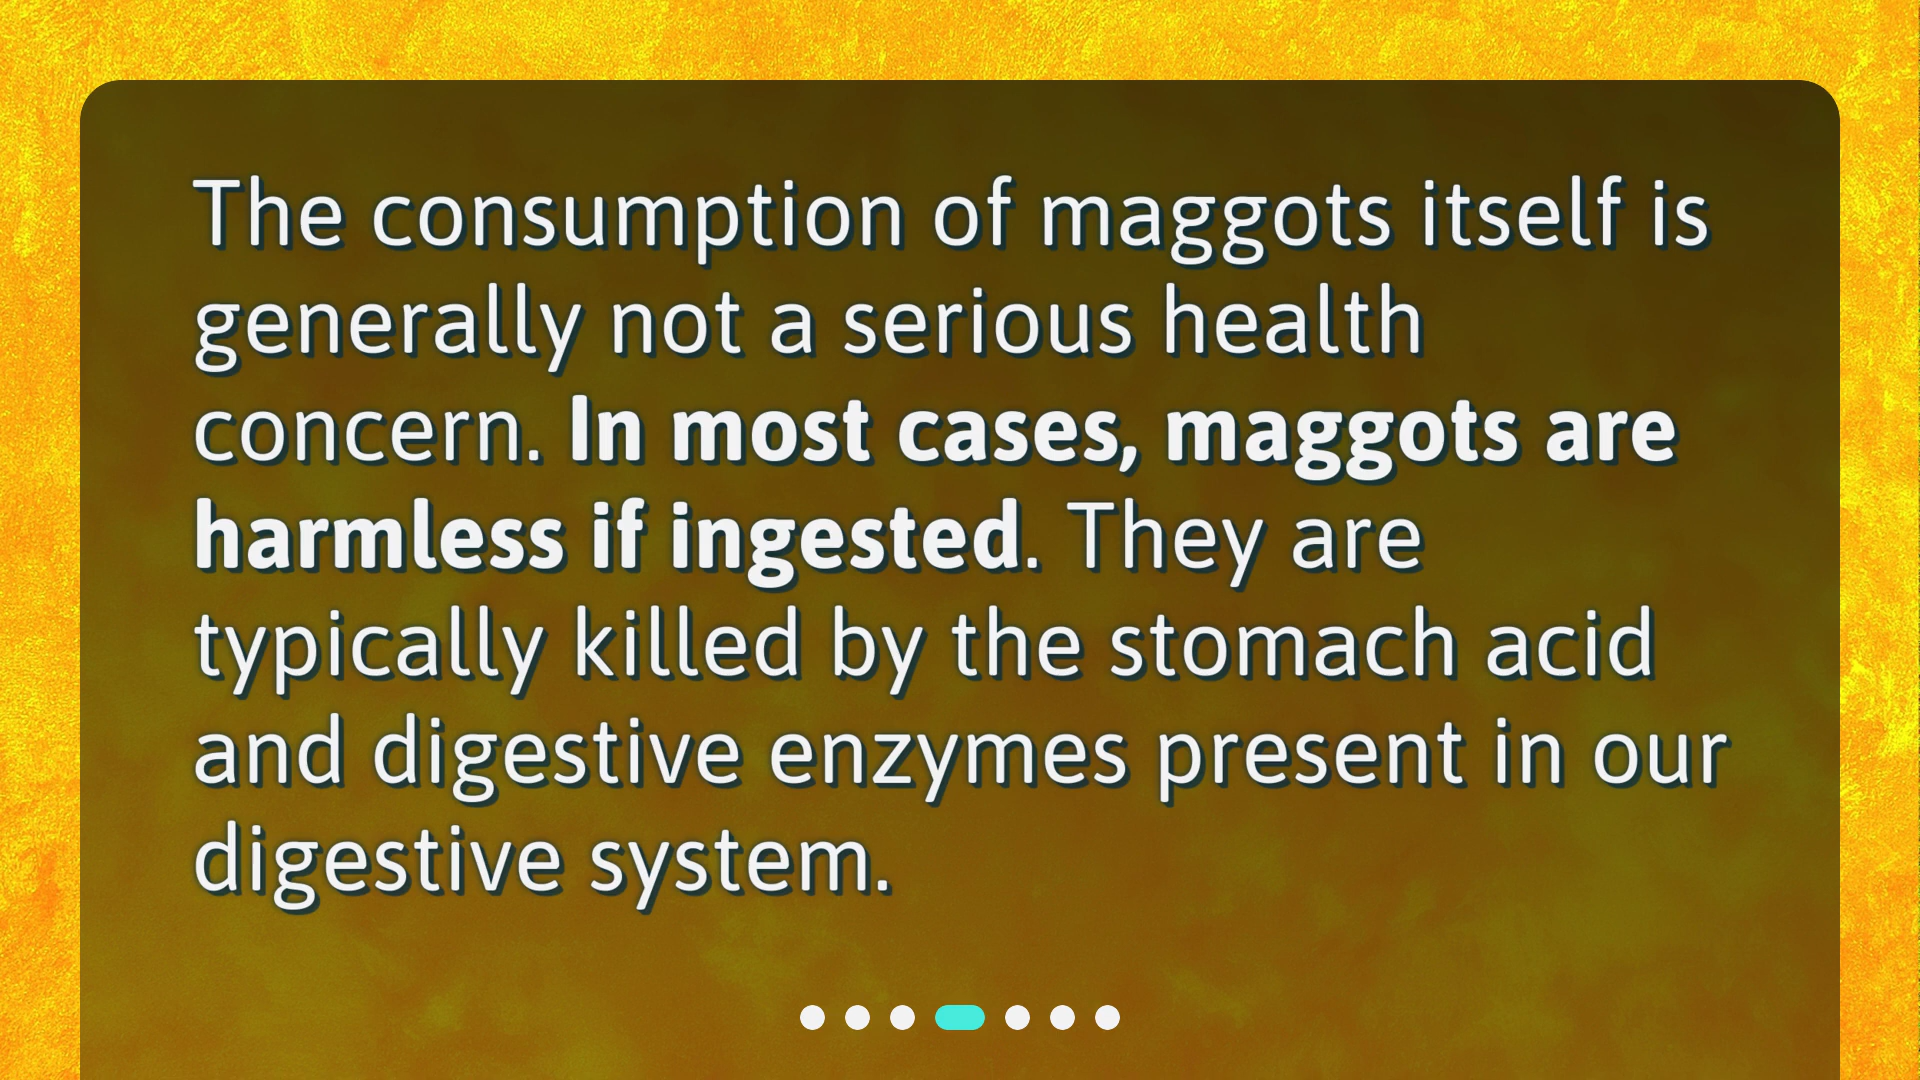 The consumption of maggots itself is
generally not a serious health
concern. In most cases, maggots are
harmless if ingested. They are
typically killed by the stomach acid
and digestive enzymes present in our
digestive system.